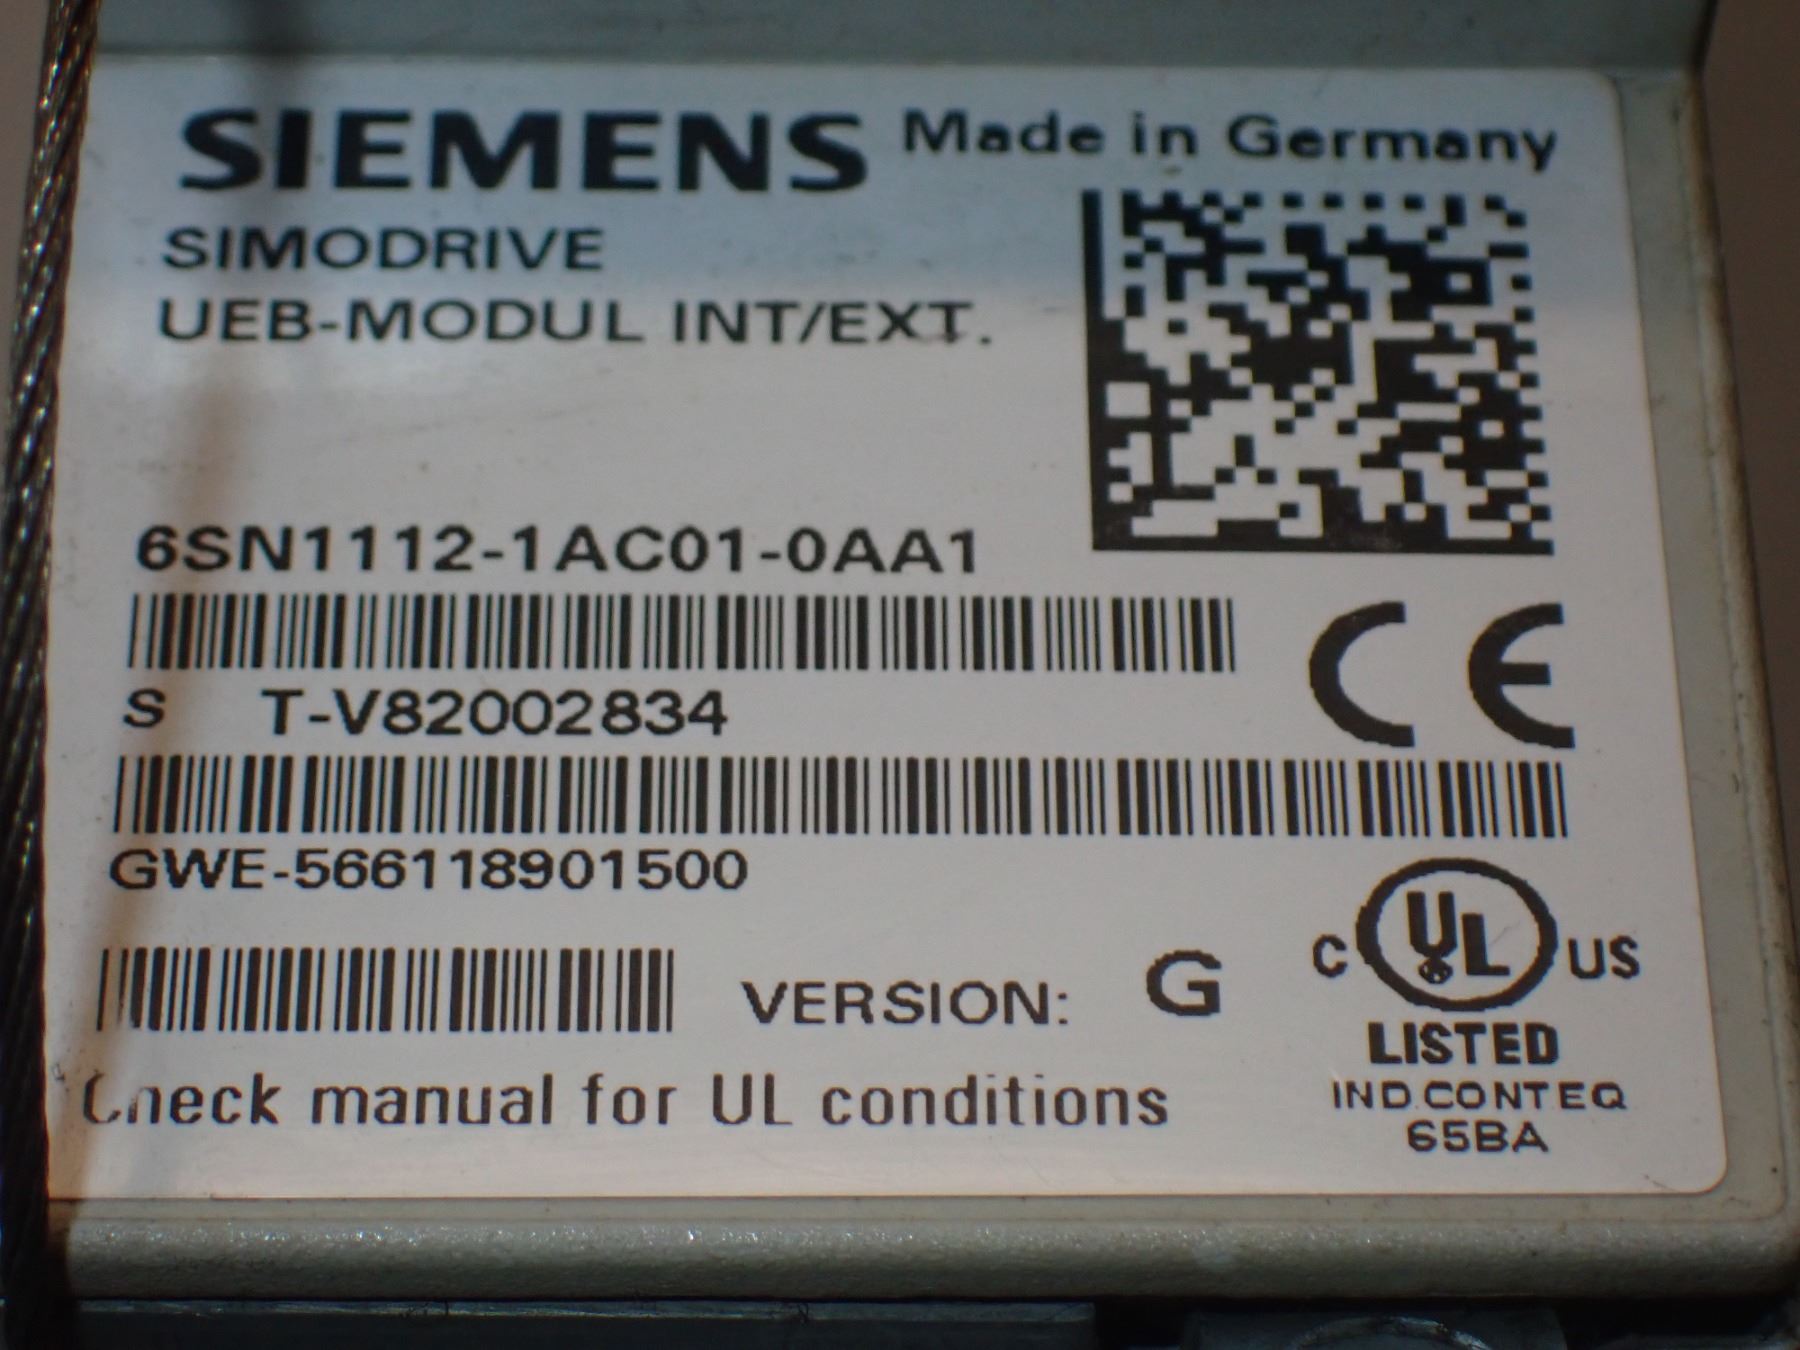 SIEMENS Made in Germany
SIMODRIVE
UEB-MODUL INT/EXT.
6SN1112-1AC01-0AA1
CE
S T-V82002834
GWE-566118901500
C UL US
VERSION: G
LISTED
Check manual for UL conditions
IND.CONT.EQ
65BA